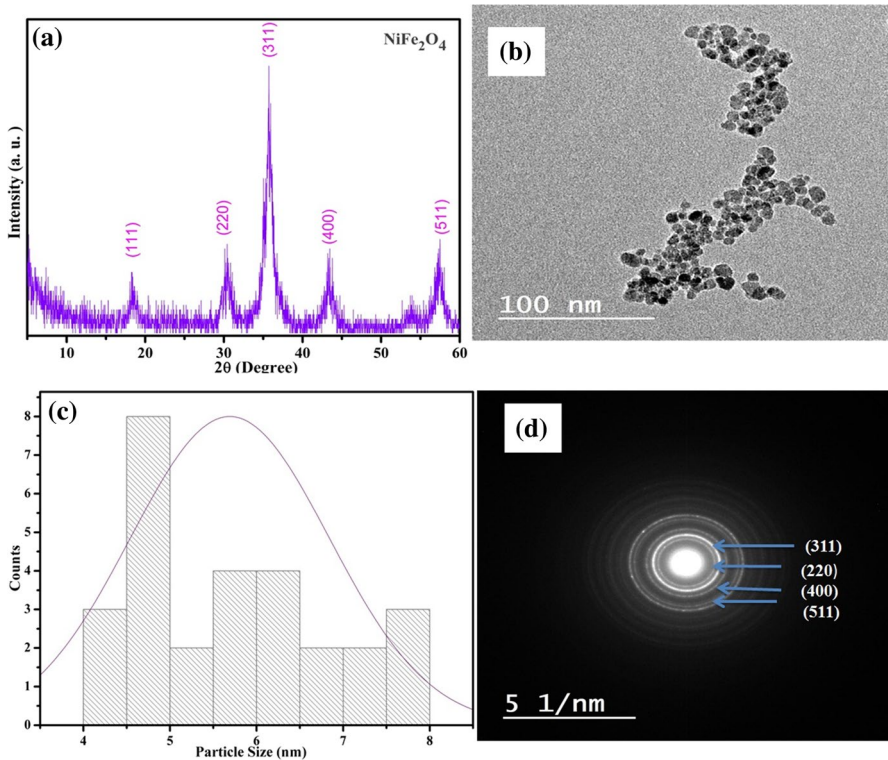 (a)
NiFe₂O₄
(111)
(220)
(311)
(400)
(511)
Intensity (a. u. )
10 20 30 40 50 60
2θ (Degree)
(b)
100 nm
(c)
8
7
6
5
4
3
2
1
0
Counts
4 5 6 7 8
Particle Size (nm)
(d)
(311)
(220)
(400)
(511)
5 1/nm